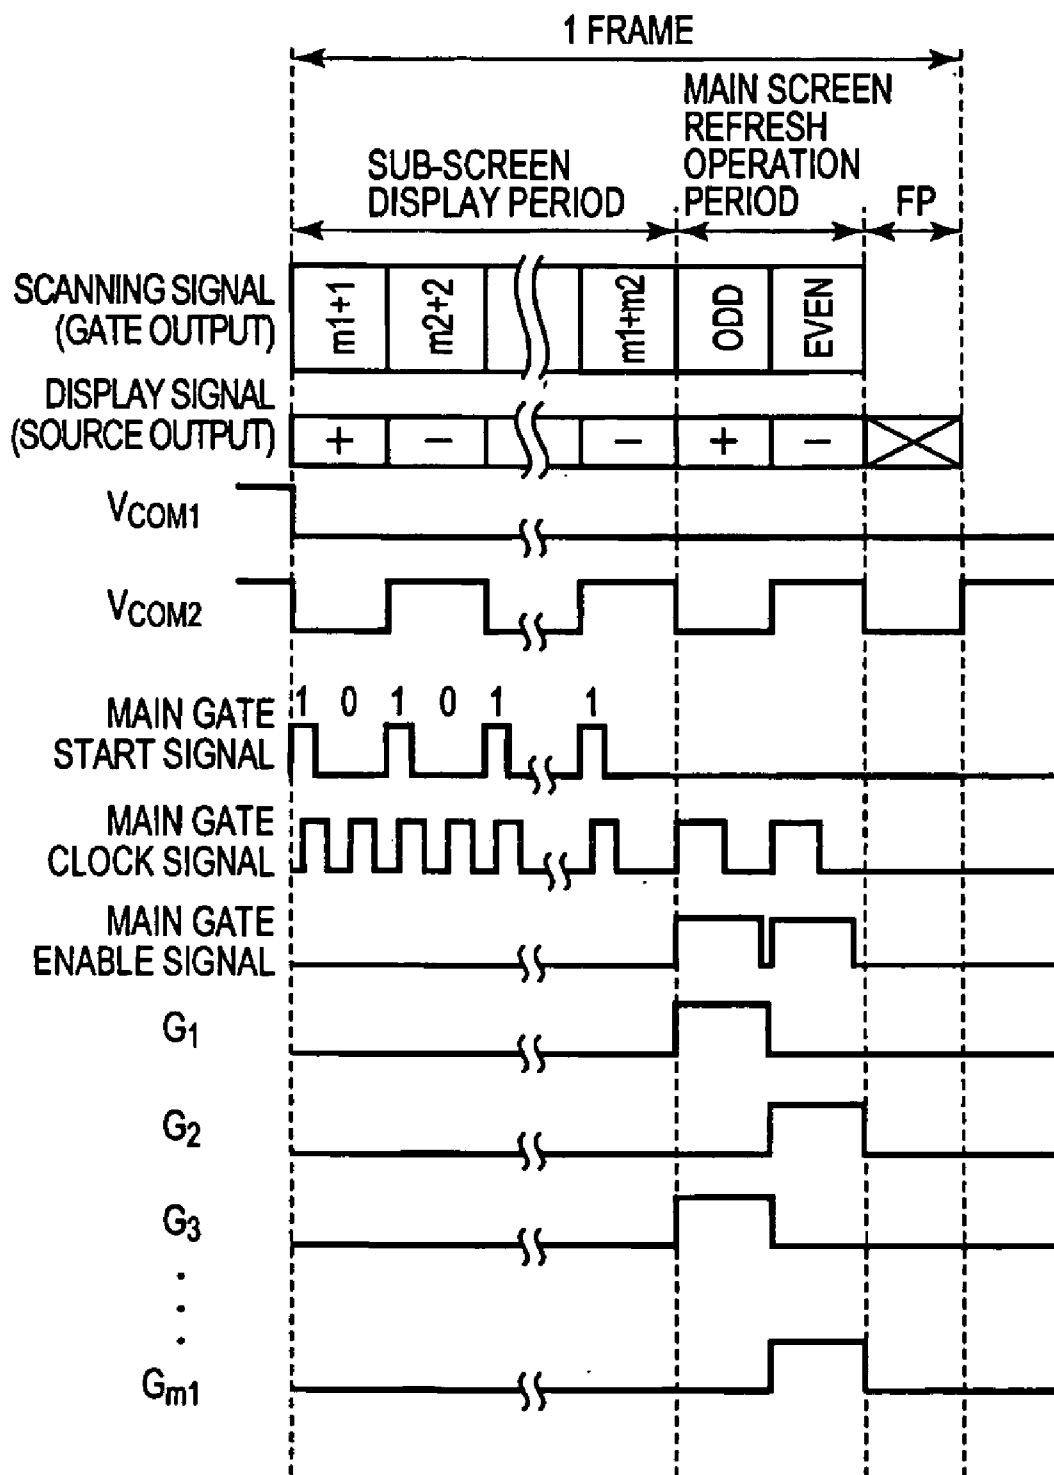 1 FRAME
MAIN SCREEN
REFRESH
OPERATION
PERIOD
SUB-SCREEN
DISPLAY PERIOD
FP
SCANNING SIGNAL
(GATE OUTPUT)
m1+1
m2+2
m1+m2
ODD
EVEN
DISPLAY SIGNAL
(SOURCE OUTPUT)
+ − − + −
VCOM1
VCOM2
1 0 1 0 1 1
MAIN GATE
START SIGNAL
MAIN GATE
CLOCK SIGNAL
MAIN GATE
ENABLE SIGNAL
G1
G2
G3
Gm1